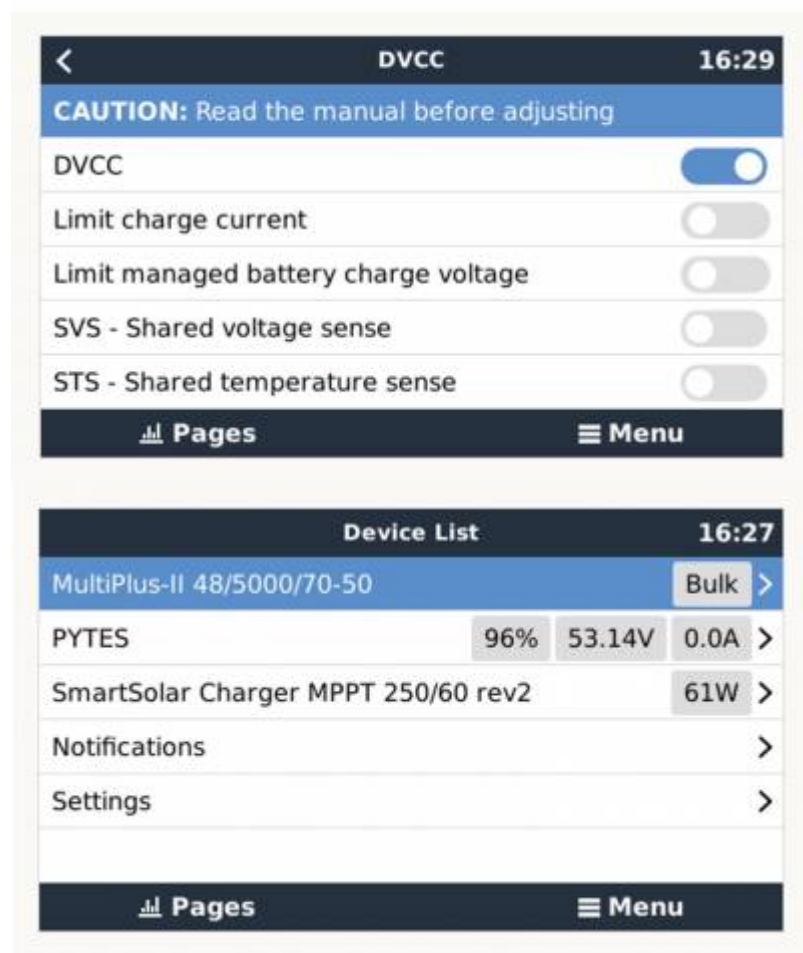 DVCC 16:29
CAUTION: Read the manual before adjusting
DVCC
Limit charge current
Limit managed battery charge voltage
SVS - Shared voltage sense
STS - Shared temperature sense
Pages Menu
Device List 16:27
MultiPlus-II 48/5000/70-50 Bulk
PYTES 96% 53.14V 0.0A
SmartSolar Charger MPPT 250/60 rev2 61W
Notifications
Settings
Pages Menu